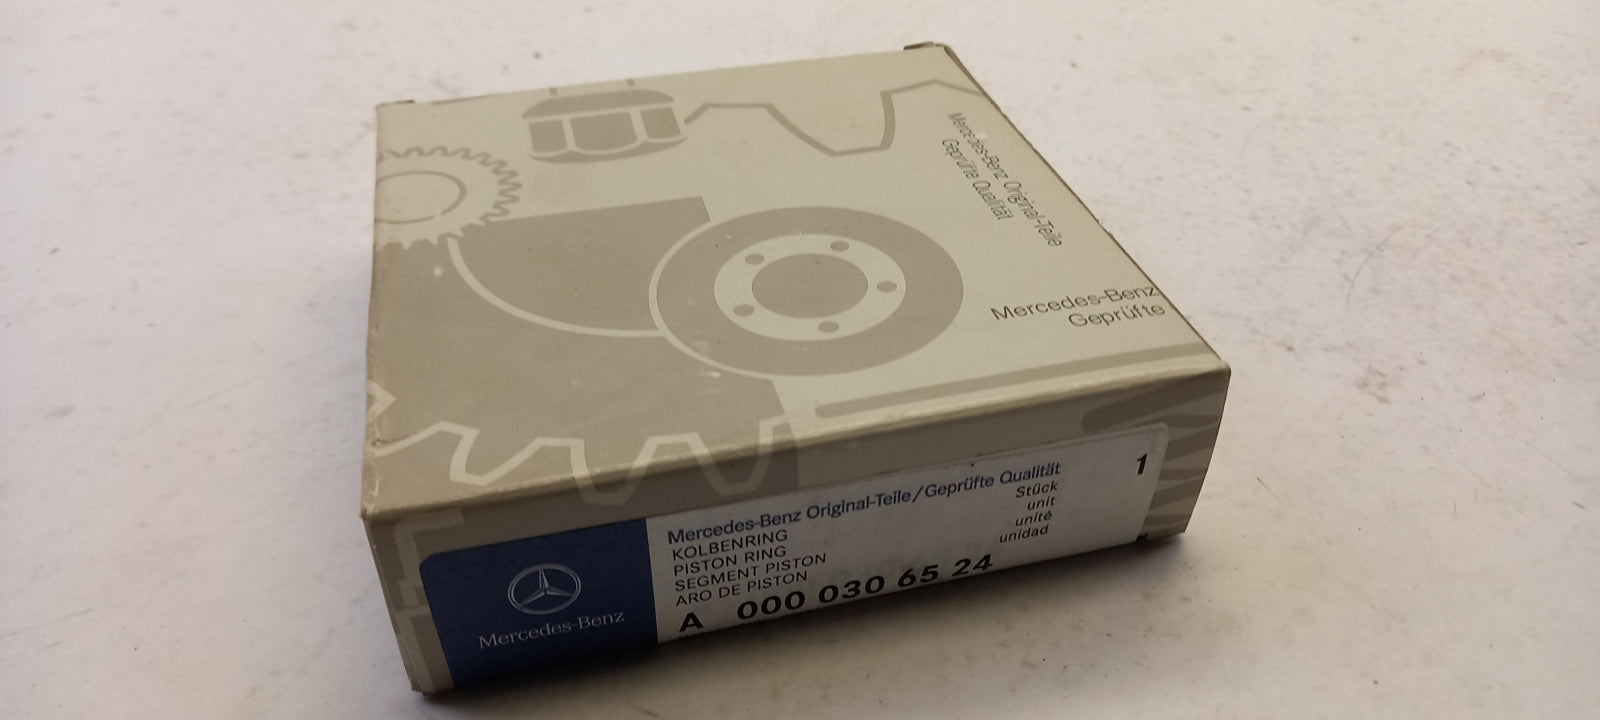 Mercedes-Benz Original-Teile
Geprüfte Qualität
Mercedes-Benz
Geprüfte
Mercedes-Benz Original-Teile/Geprüfte Qualität
KOLBENRING
PISTON RING
SEGMENT PISTON
ARO DE PISTON
Stück
unit
unité
unidad
1
A 000 030 65 24
Mercedes-Benz